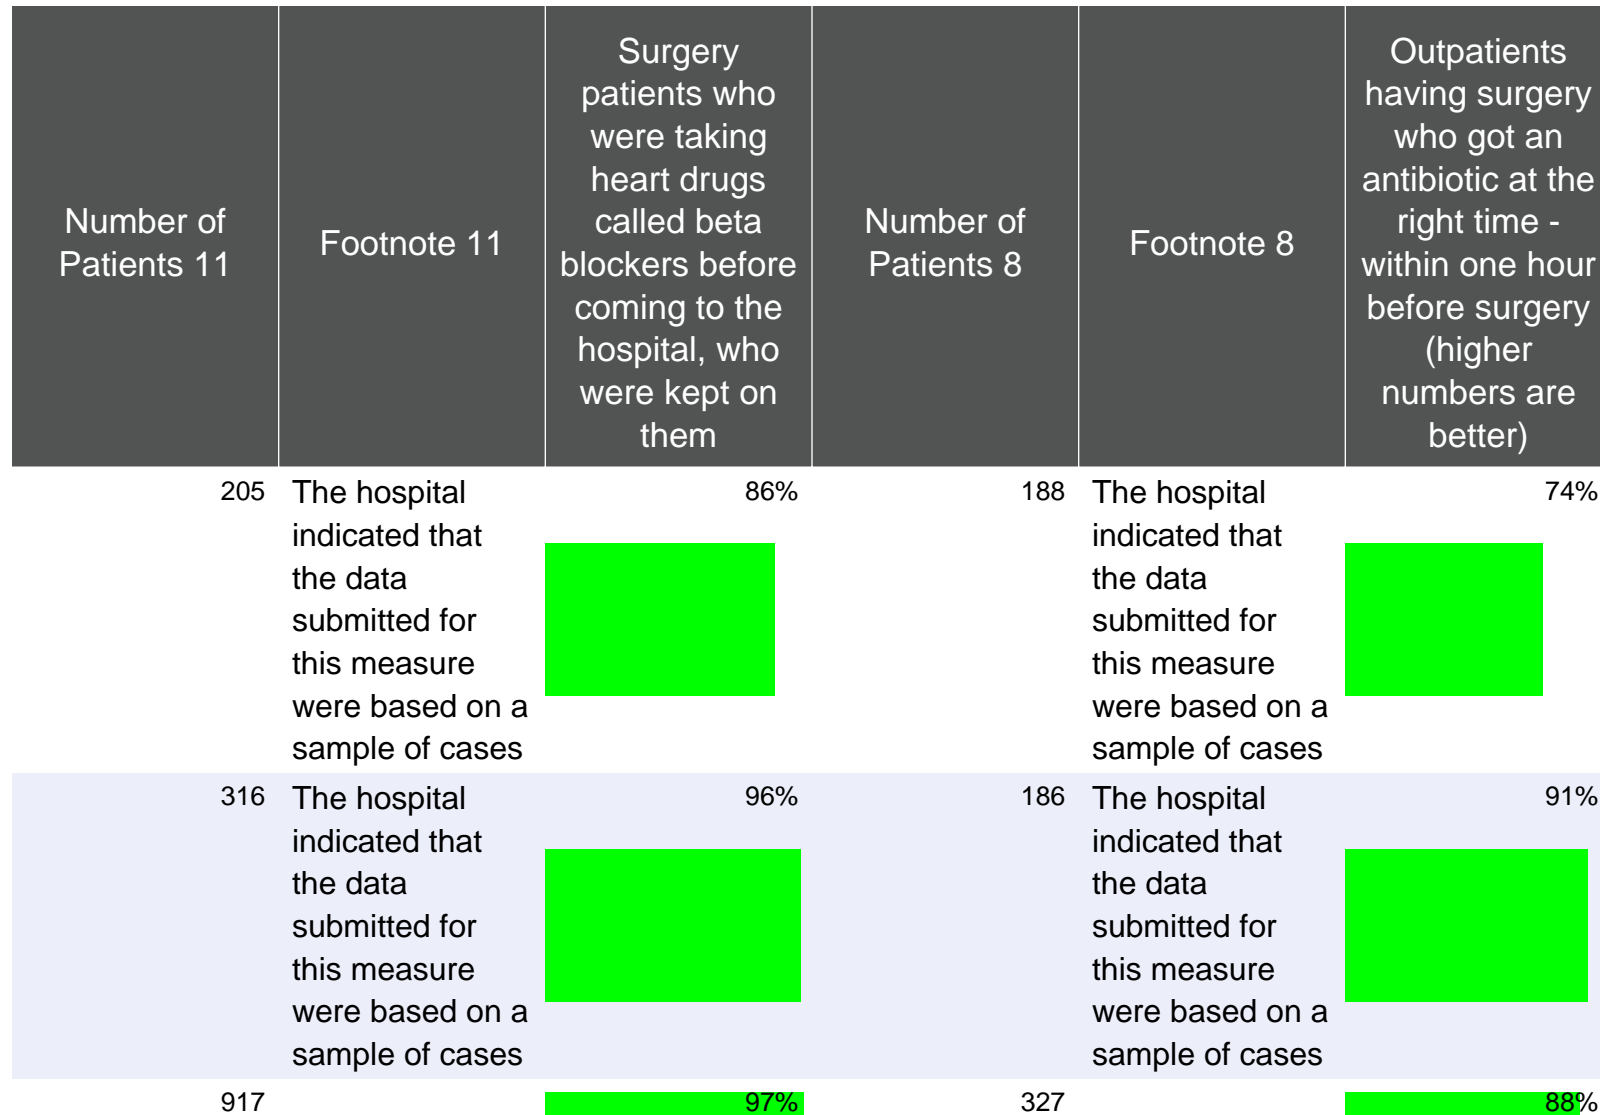 Number of
Patients 11
Footnote 11
Surgery
patients who
were taking
heart drugs
called beta
blockers before
coming to the
hospital, who
were kept on
them
Number of
Patients 8
Footnote 8
Outpatients
having surgery
who got an
antibiotic at the
right time -
within one hour
before surgery
(higher
numbers are
better)
205
The hospital
indicated that
the data
submitted for
this measure
were based on a
sample of cases
86%
188
The hospital
indicated that
the data
submitted for
this measure
were based on a
sample of cases
74%
316
The hospital
indicated that
the data
submitted for
this measure
were based on a
sample of cases
96%
186
The hospital
indicated that
the data
submitted for
this measure
were based on a
sample of cases
91%
917
97%
327
88%